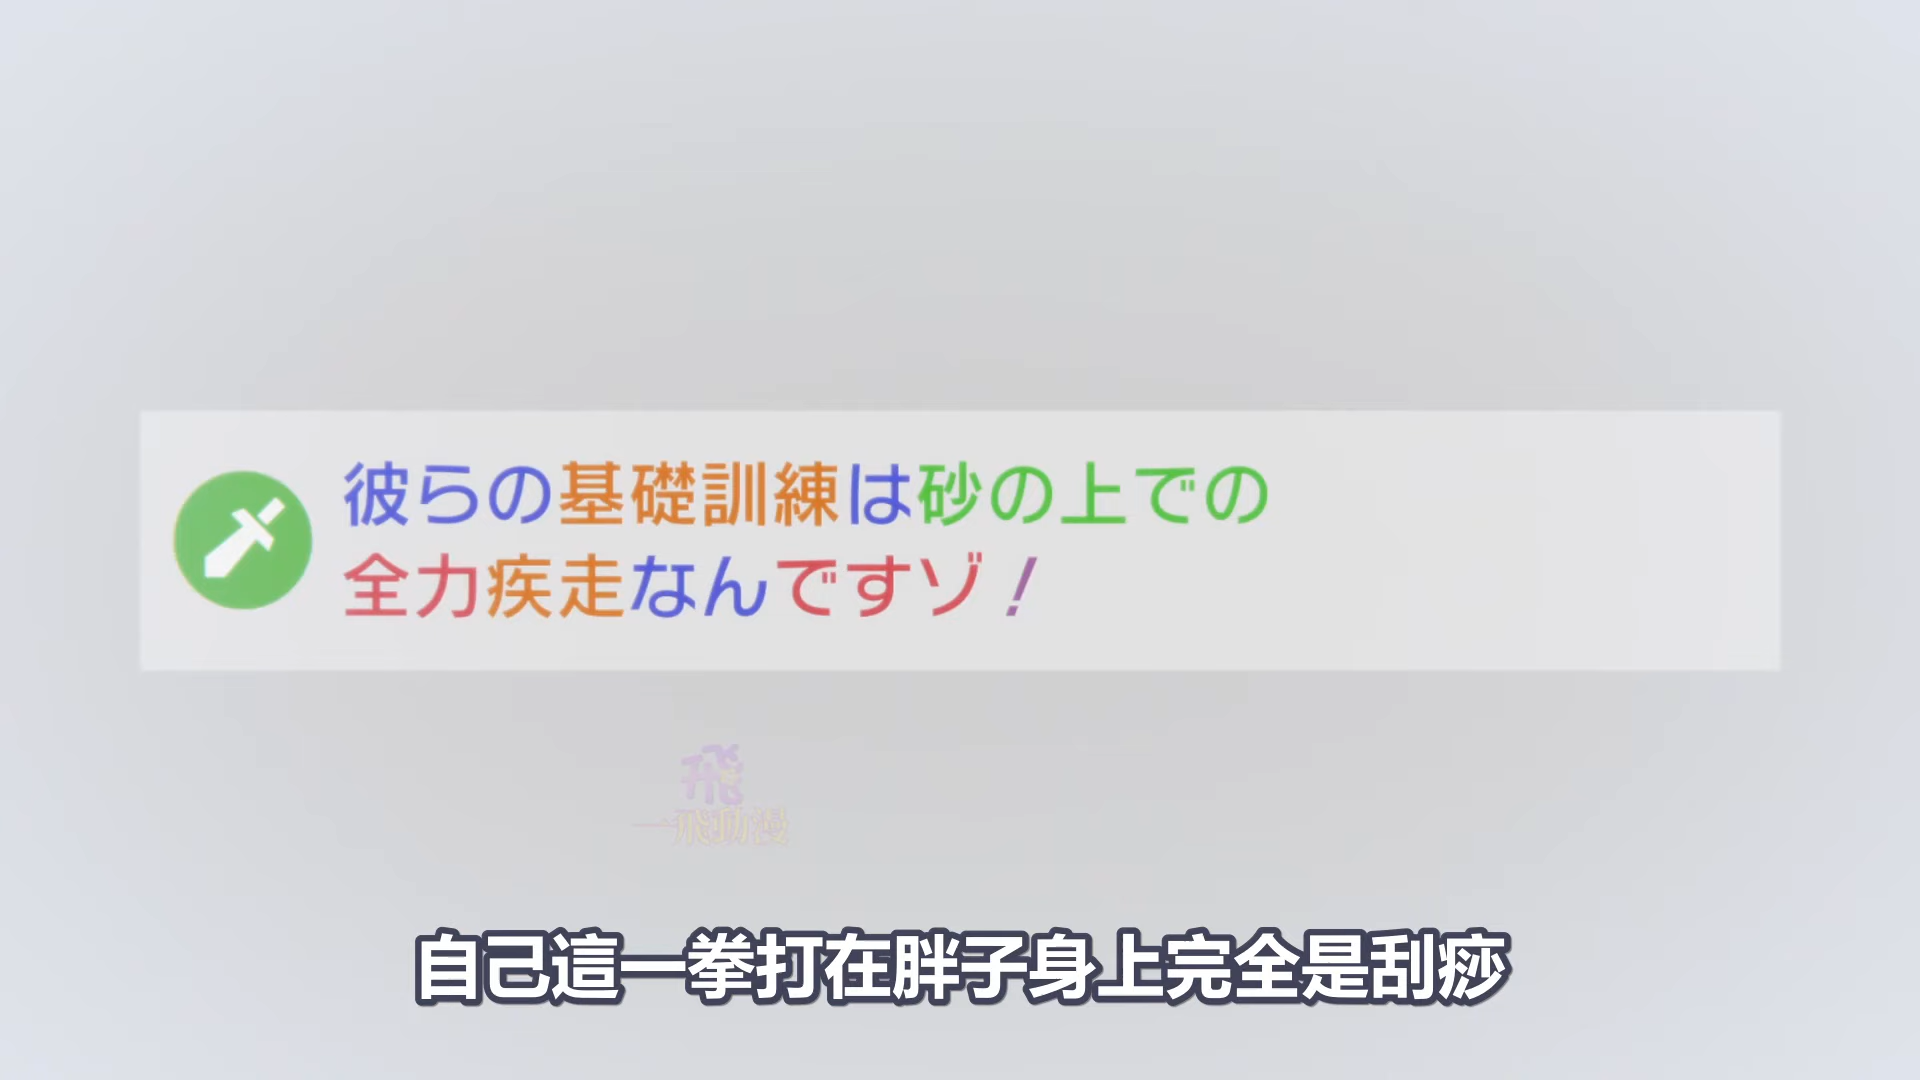 彼らの基礎訓練は砂の上での
全力疾走なんですゾ！
飛
一飛動漫
自己這一拳打在胖子身上完全是刮痧